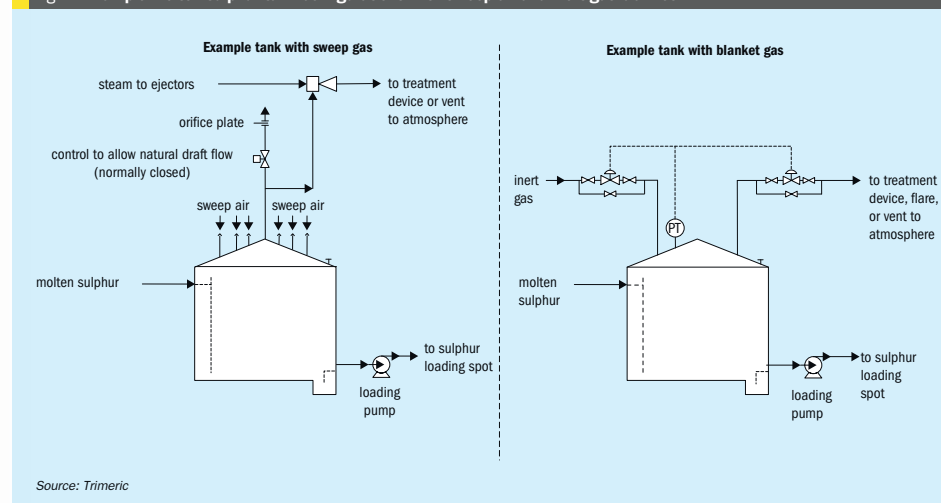 Example tank with sweep gas
steam to ejectors
to treatment
device or vent
to atmosphere
orifice plate
control to allow natural draft flow
(normally closed)
sweep air
sweep air
molten sulphur
to sulphur
loading spot
loading
pump
Example tank with blanket gas
inert
gas
PT
to treatment
device, flare,
or vent to
atmosphere
molten
sulphur
to sulphur
loading
spot
loading
pump
Source: Trimeric